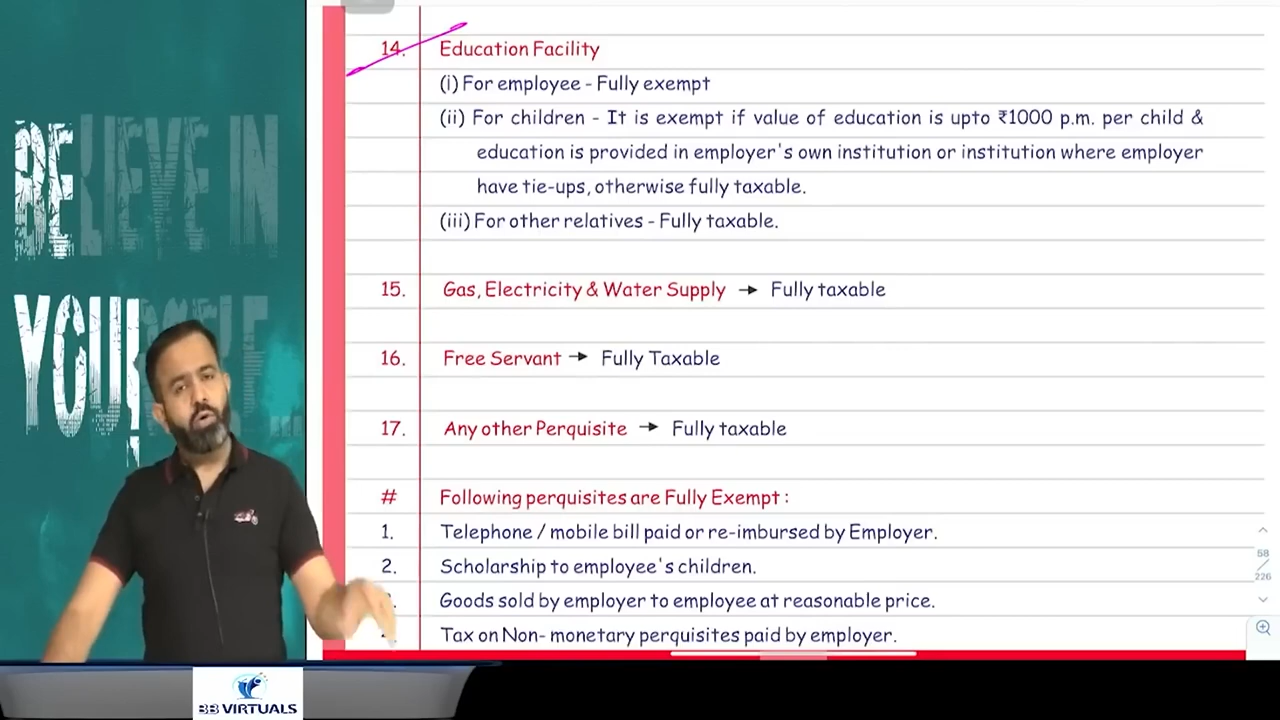 BELIEVE IN
YOURSELF...
14. Education Facility
(i) For employee - Fully exempt
(ii) For children - It is exempt if value of education is upto ₹1000 p.m. per child &
education is provided in employer's own institution or institution where employer
have tie-ups, otherwise fully taxable.
(iii) For other relatives - Fully taxable.
15. Gas, Electricity & Water Supply → Fully taxable
16. Free Servant → Fully Taxable
17. Any other Perquisite → Fully taxable
# Following perquisites are Fully Exempt :
1. Telephone / mobile bill paid or re-imbursed by Employer.
2. Scholarship to employee's children.
Goods sold by employer to employee at reasonable price.
Tax on Non- monetary perquisites paid by employer.
58
226
BB VIRTUALS